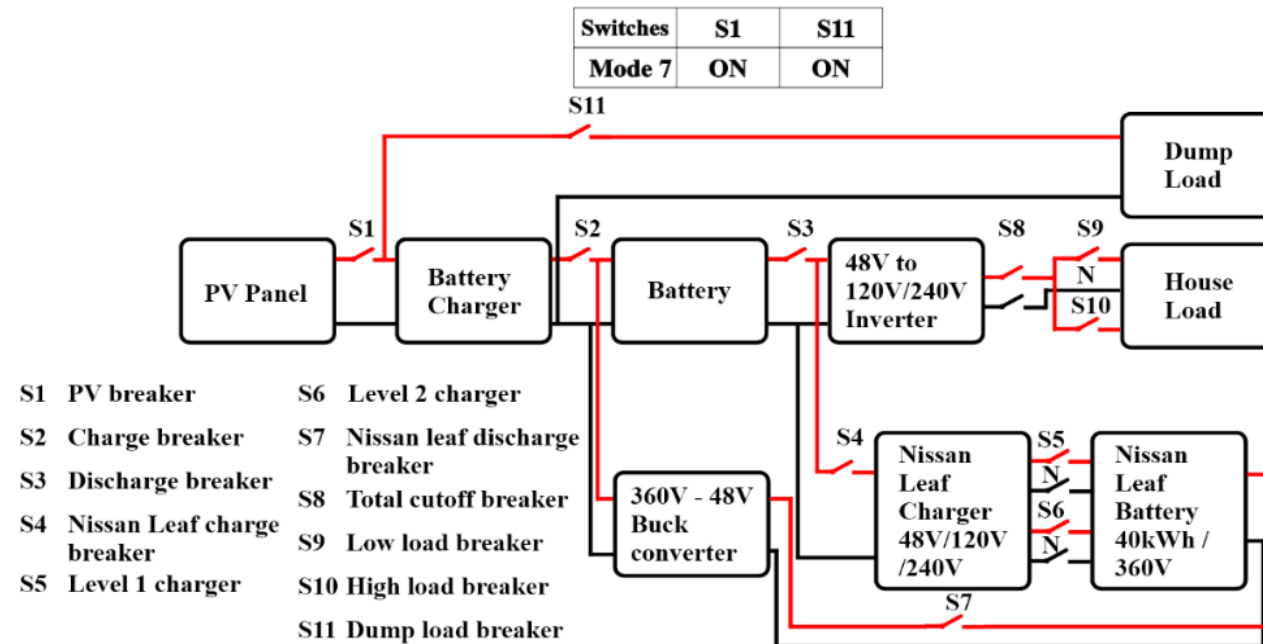 Switches S1 S11
Mode 7 ON ON
S11
Dump
Load
S1
S2
S3
S8
S9
PV Panel
Battery
Charger
Battery
48V to
120V/240V
Inverter
N
S10
House
Load
S1 PV breaker
S2 Charge breaker
S3 Discharge breaker
S4 Nissan Leaf charge
breaker
S5 Level 1 charger
S6 Level 2 charger
S7 Nissan leaf discharge
breaker
S8 Total cutoff breaker
S9 Low load breaker
S10 High load breaker
S11 Dump load breaker
360V - 48V
Buck
converter
S4
Nissan
Leaf
Charger
48V/120V
/240V
S5
N
S6
N
Nissan
Leaf
Battery
40kWh /
360V
S7